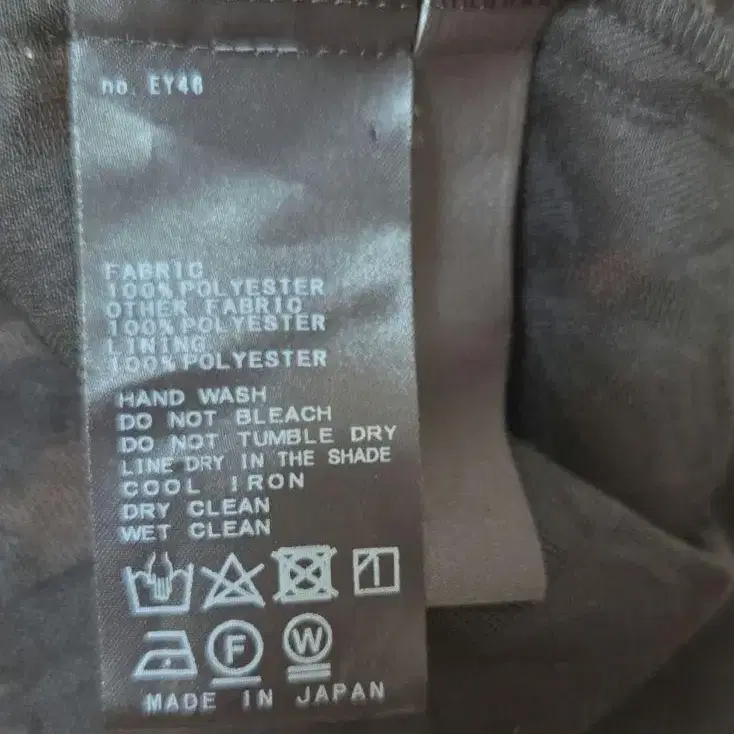 no. EY48
FABRIC
100% POLYESTER
OTHER FABRIC
100% POLYESTER
LINING
100% POLYESTER
HAND WASH
DO NOT BLEACH
DO NOT TUMBLE DRY
LINE DRY IN THE SHADE
COOL IRON
DRY CLEAN
WET CLEAN
F W
MADE IN JAPAN